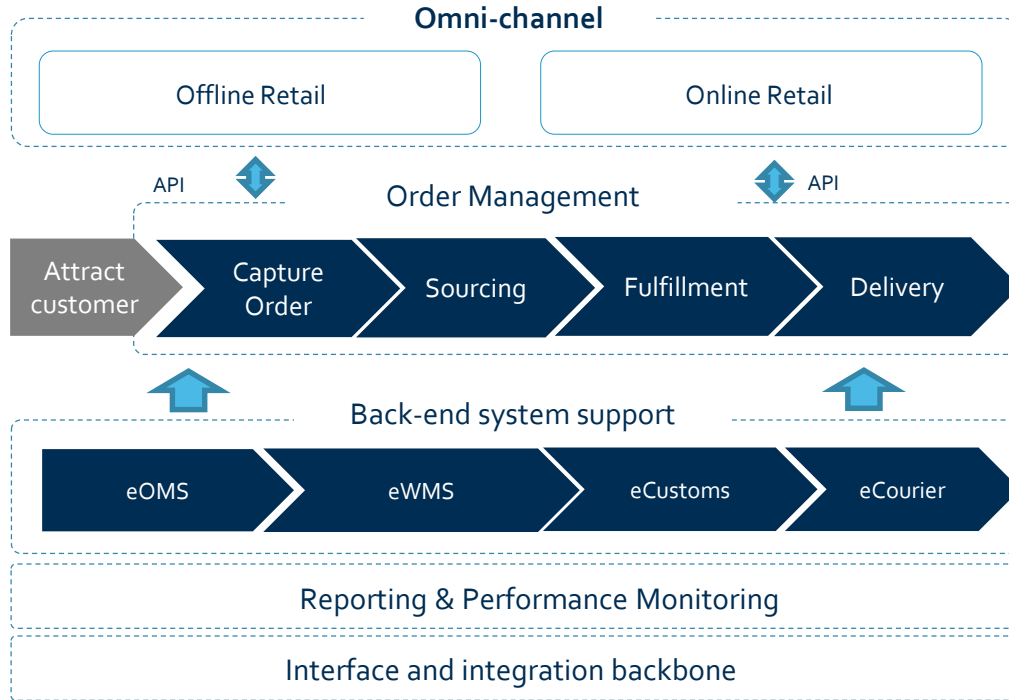 Omni-channel
Offline Retail
Online Retail
API
API
Order Management
Attract
customer
Capture
Order
Sourcing
Fulfillment
Delivery
Back-end system support
eOMS
eWMS
eCustoms
eCourier
Reporting & Performance Monitoring
Interface and integration backbone